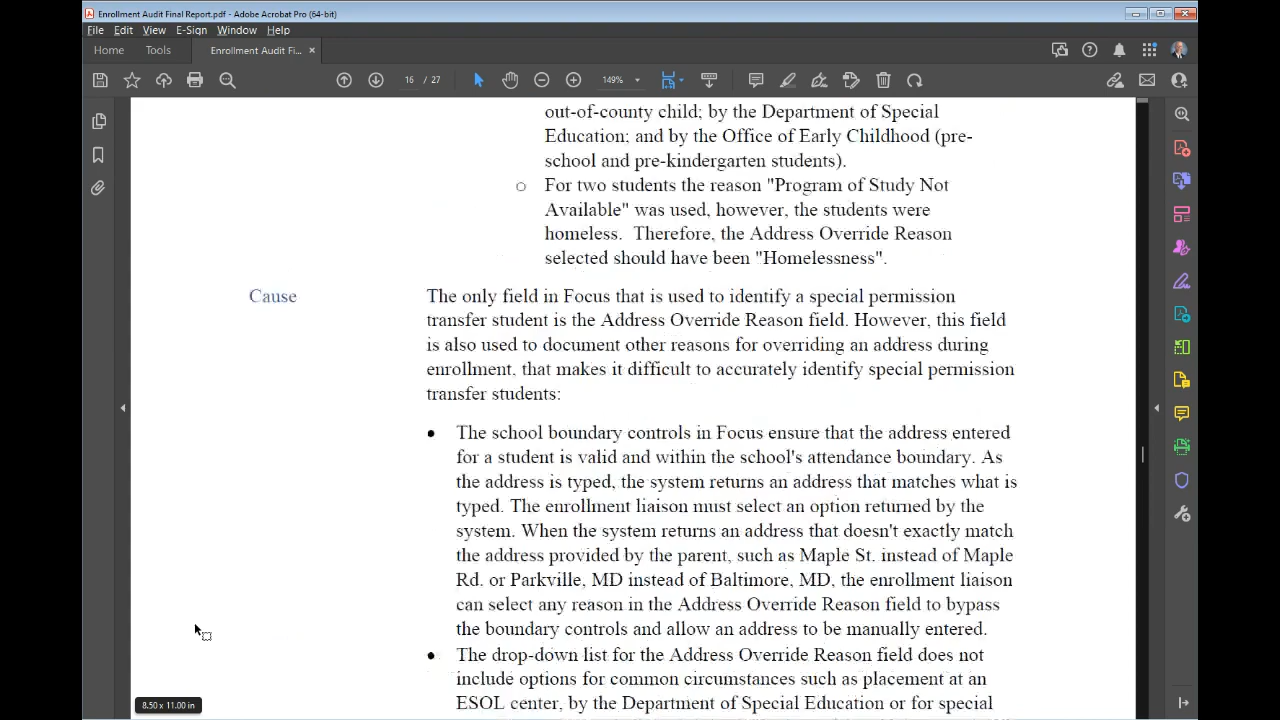 Enrollment Audit Final Report.pdf - Adobe Acrobat Pro (64-bit)
File Edit View E-Sign Window Help
Home Tools Enrollment Audit Fi... ×
16 / 27 149%
out-of-county child; by the Department of Special
Education; and by the Office of Early Childhood (pre-
school and pre-kindergarten students).
○ For two students the reason "Program of Study Not
Available" was used, however, the students were
homeless. Therefore, the Address Override Reason
selected should have been "Homelessness".
Cause
The only field in Focus that is used to identify a special permission
transfer student is the Address Override Reason field. However, this field
is also used to document other reasons for overriding an address during
enrollment, that makes it difficult to accurately identify special permission
transfer students:
• The school boundary controls in Focus ensure that the address entered
for a student is valid and within the school's attendance boundary. As
the address is typed, the system returns an address that matches what is
typed. The enrollment liaison must select an option returned by the
system. When the system returns an address that doesn't exactly match
the address provided by the parent, such as Maple St. instead of Maple
Rd. or Parkville, MD instead of Baltimore, MD, the enrollment liaison
can select any reason in the Address Override Reason field to bypass
the boundary controls and allow an address to be manually entered.
• The drop-down list for the Address Override Reason field does not
include options for common circumstances such as placement at an
ESOL center, by the Department of Special Education or for special
8.50 x 11.00 in